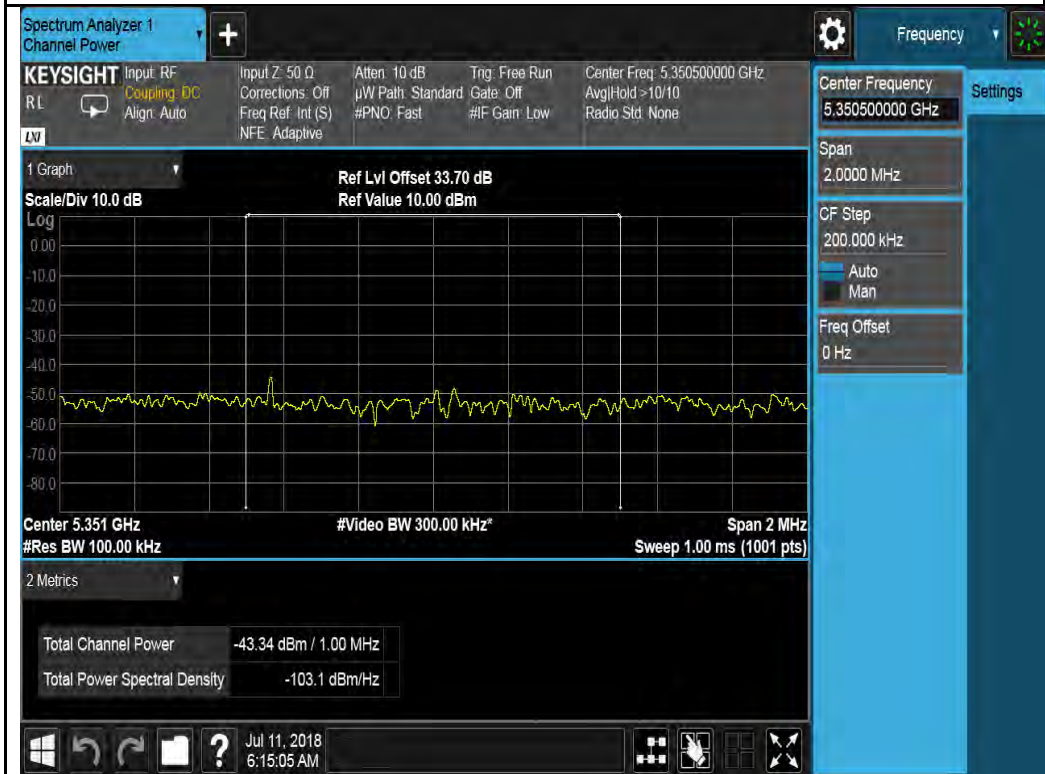 Spectrum Analyzer 1
Channel Power
+
Frequency
KEYSIGHT
RL
LXI
Input: RF
Coupling: DC
Align: Auto
Input Z: 50 Ω
Corrections: Off
Freq Ref: Int (S)
NFE: Adaptive
Atten: 10 dB
µW Path: Standard
#PNO: Fast
Trig: Free Run
Gate: Off
#IF Gain: Low
Center Freq: 5.350500000 GHz
Avg|Hold >10/10
Radio Std: None
Center Frequency
5.350500000 GHz
Settings
Span
2.0000 MHz
CF Step
200.000 kHz
Auto
Man
Freq Offset
0 Hz
1 Graph
Scale/Div 10.0 dB
Ref Lvl Offset 33.70 dB
Ref Value 10.00 dBm
Log
0.00
-10.0
-20.0
-30.0
-40.0
-50.0
-60.0
-70.0
-80.0
Center 5.351 GHz
#Video BW 300.00 kHz*
Span 2 MHz
#Res BW 100.00 kHz
Sweep 1.00 ms (1001 pts)
2 Metrics
Total Channel Power -43.34 dBm / 1.00 MHz
Total Power Spectral Density -103.1 dBm/Hz
?
Jul 11, 2018
6:15:05 AM